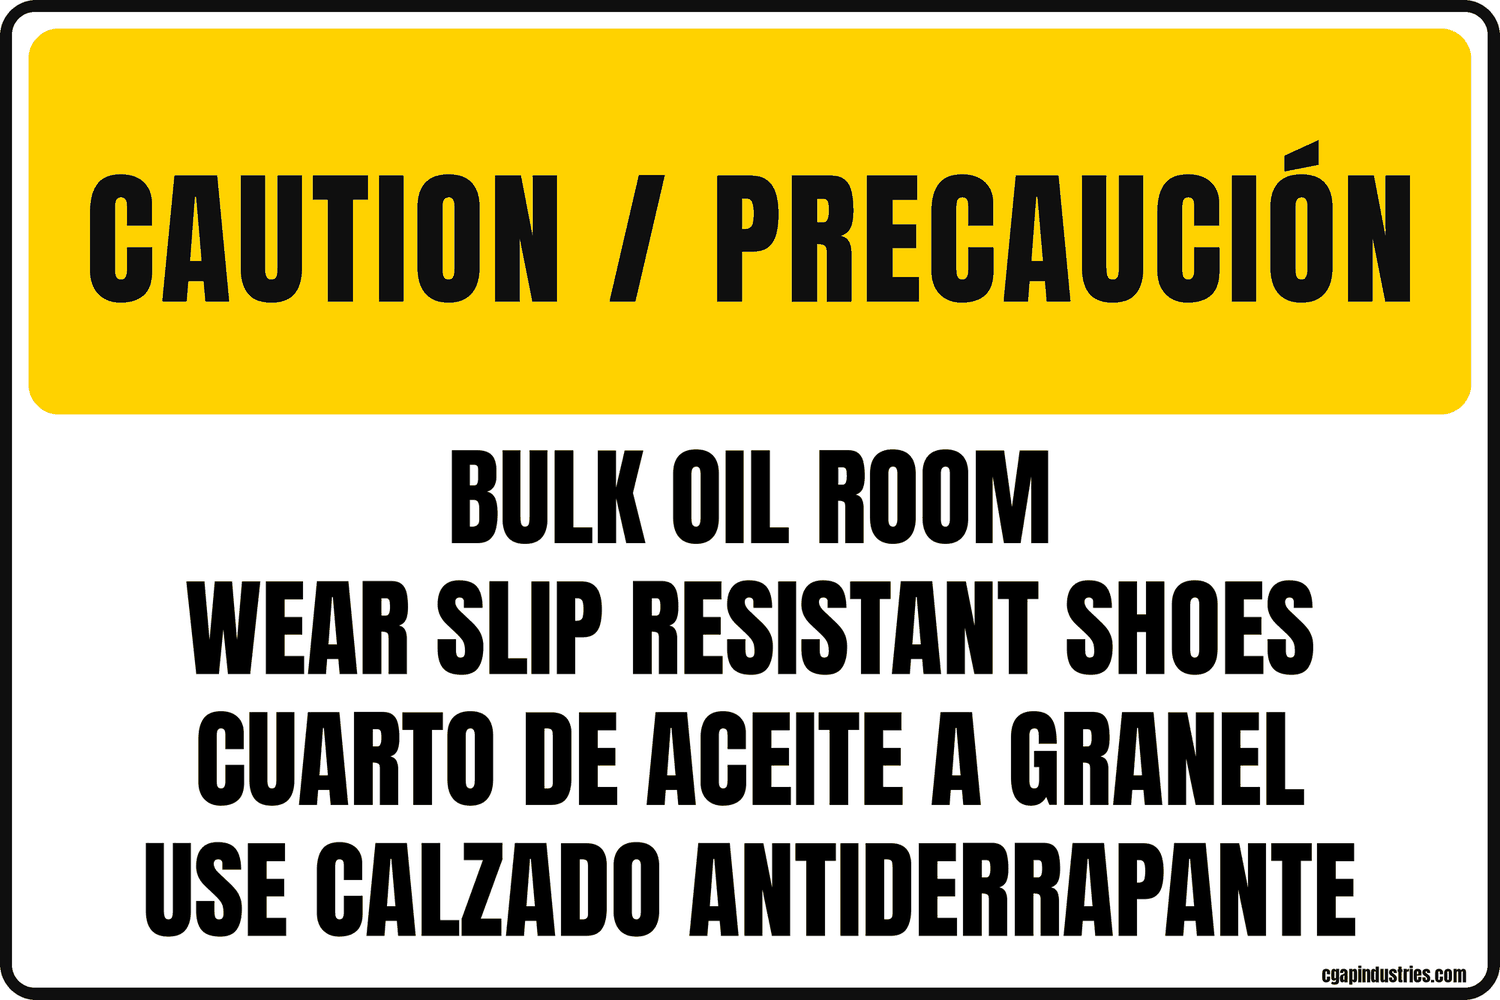 CAUTION / PRECAUCIÓN
BULK OIL ROOM
WEAR SLIP RESISTANT SHOES
CUARTO DE ACEITE A GRANEL
USE CALZADO ANTIDERRAPANTE
cgapindustries.com